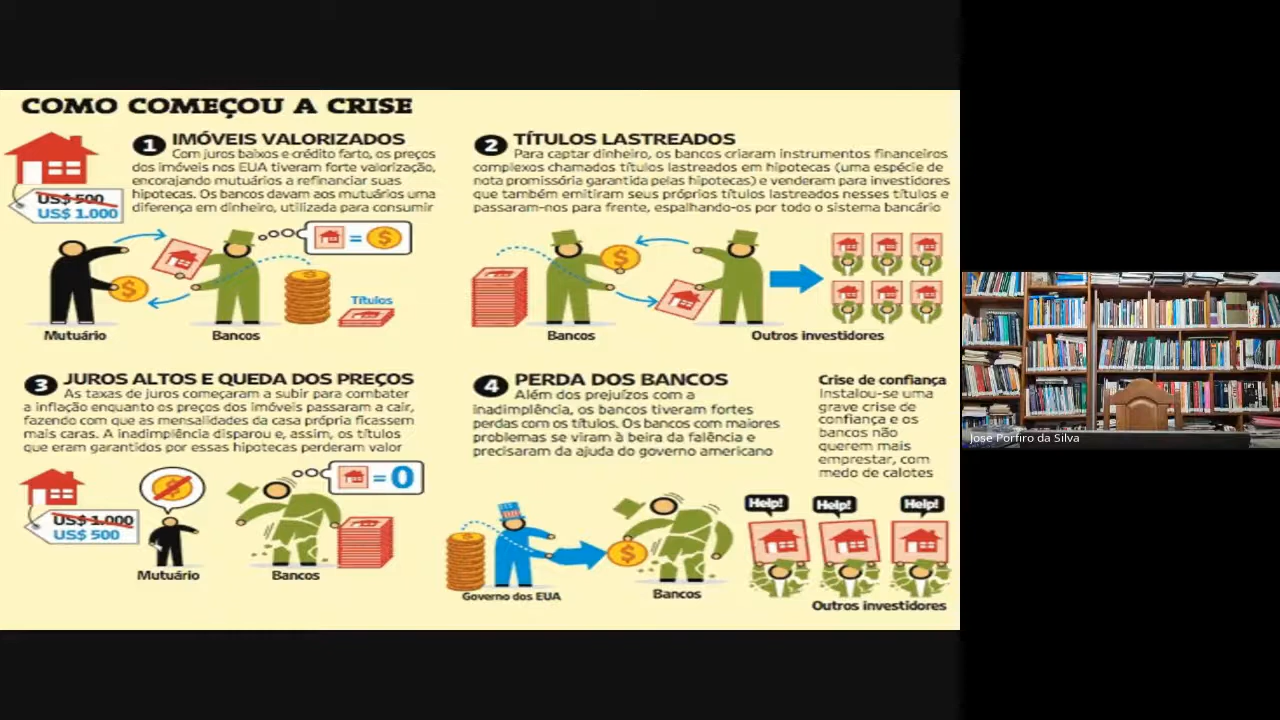 COMO COMEÇOU A CRISE
1 IMÓVEIS VALORIZADOS
Com juros baixos e crédito farto, os preços
dos imóveis nos EUA tiveram forte valorização,
encorajando mutuários a refinanciar suas
hipotecas. Os bancos davam aos mutuários uma
diferença em dinheiro, utilizada para consumir
US$ 500
US$ 1.000
= $
Títulos
Mutuário
Bancos
2 TÍTULOS LASTREADOS
Para captar dinheiro, os bancos criaram instrumentos financeiros
complexos chamados títulos lastreados em hipotecas (uma espécie de
nota promissória garantida pelas hipotecas) e venderam para investidores
que também emitiram seus próprios títulos lastreados nesses títulos e
passaram-nos para frente, espalhando-os por todo o sistema bancário
$
Bancos
Outros investidores
3 JUROS ALTOS E QUEDA DOS PREÇOS
As taxas de juros começaram a subir para combater
a inflação enquanto os preços dos imóveis passaram a cair,
fazendo com que as mensalidades da casa própria ficassem
mais caras. A inadimplência disparou e, assim, os títulos
que eram garantidos por essas hipotecas perderam valor
= 0
US$ 1.000
US$ 500
Mutuário
Bancos
4 PERDA DOS BANCOS
Além dos prejuízos com a
inadimplência, os bancos tiveram fortes
perdas com os títulos. Os bancos com maiores
problemas se viram à beira da falência e
precisaram da ajuda do governo americano
Crise de confiança
Instalou-se uma
grave crise de
confiança e os
bancos não
querem mais
emprestar, com
medo de calotes
Help!
Help!
Help!
$
Governo dos EUA
Bancos
Outros investidores
Jose Porfiro da Silva